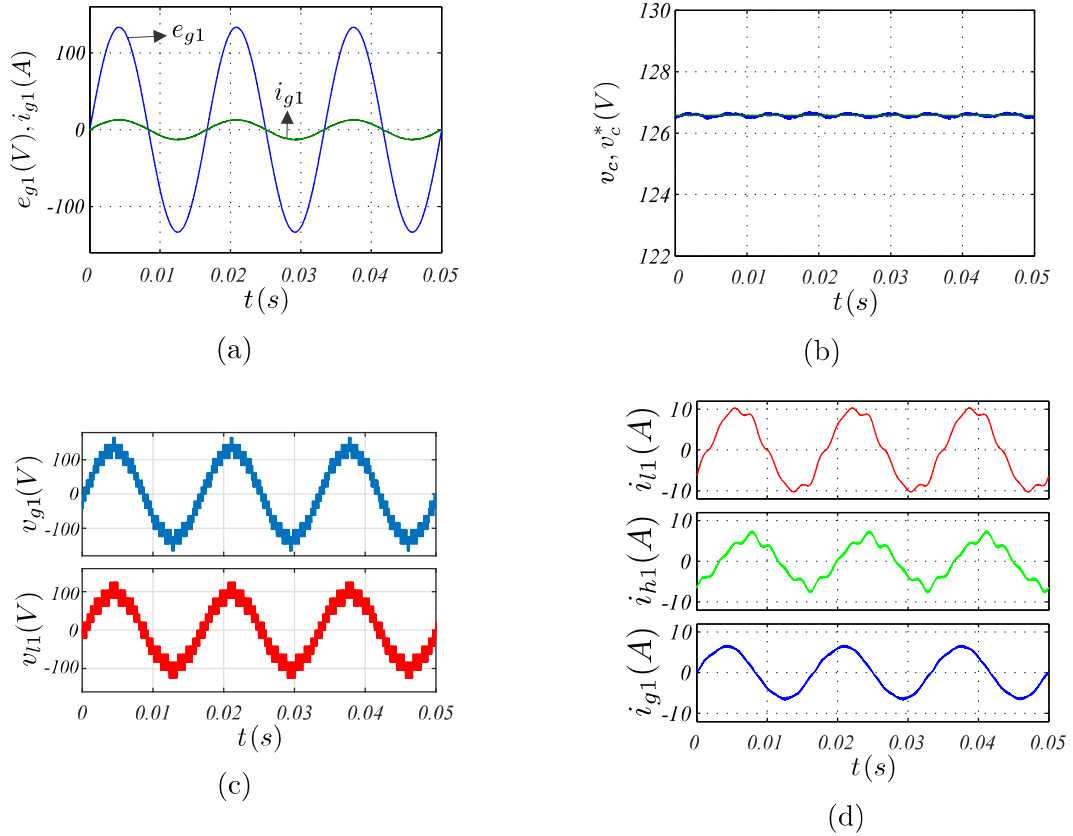 e_{g1}(V), i_{g1}(A)
100
0
-100
e_{g1}
i_{g1}
0 0.01 0.02 0.03 0.04 0.05
t(s)
(a)
v_c, v_c^*(V)
130
128
126
124
122
0 0.01 0.02 0.03 0.04 0.05
t(s)
(b)
v_{g1}(V)
100
0
-100
v_{l1}(V)
100
0
-100
0 0.01 0.02 0.03 0.04 0.05
t(s)
(c)
i_{l1}(A)
10
0
-10
i_{h1}(A)
10
0
-10
i_{g1}(A)
10
0
-10
0 0.01 0.02 0.03 0.04 0.05
t(s)
(d)